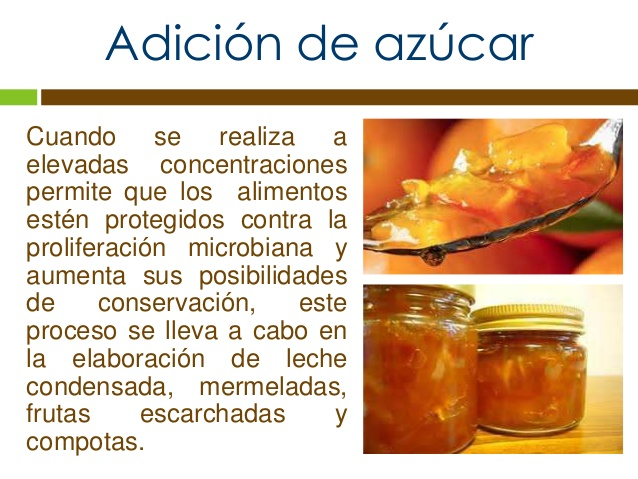 Adición de azúcar
Cuando se realiza a
elevadas concentraciones
permite que los alimentos
estén protegidos contra la
proliferación microbiana y
aumenta sus posibilidades
de conservación, este
proceso se lleva a cabo en
la elaboración de leche
condensada, mermeladas,
frutas escarchadas y
compotas.